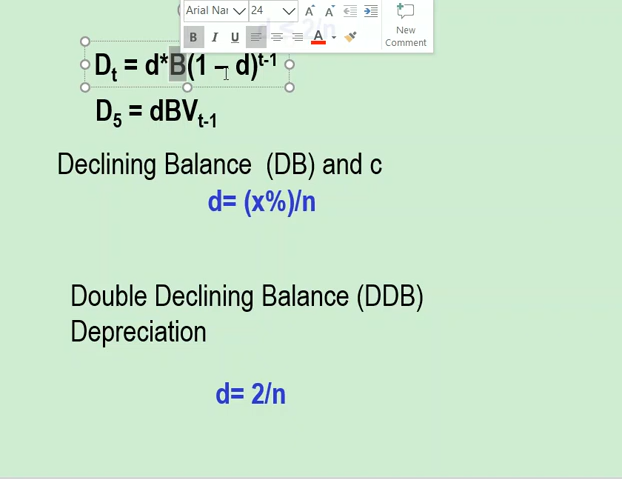 Arial Nar 24
New
Comment
B I U A
d ≤ 2/n
Dt = d*B(1 – d)t-1
D5 = dBVt-1
Declining Balance (DB) and c
d= (x%)/n
Double Declining Balance (DDB)
Depreciation
d= 2/n